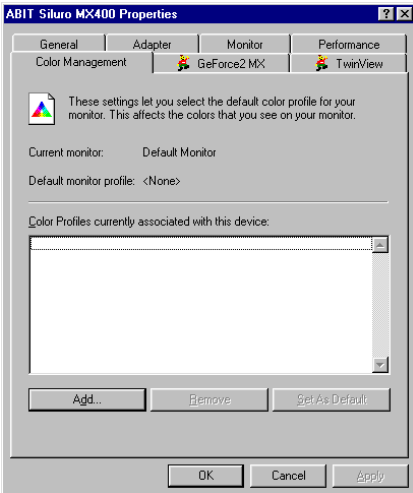 ABIT Siluro MX400 Properties
General Adapter Monitor Performance
Color Management GeForce2 MX TwinView
These settings let you select the default color profile for your
monitor. This affects the colors that you see on your monitor.
Current monitor: Default Monitor
Default monitor profile: <None>
Color Profiles currently associated with this device:
Add... Remove Set As Default
OK Cancel Apply